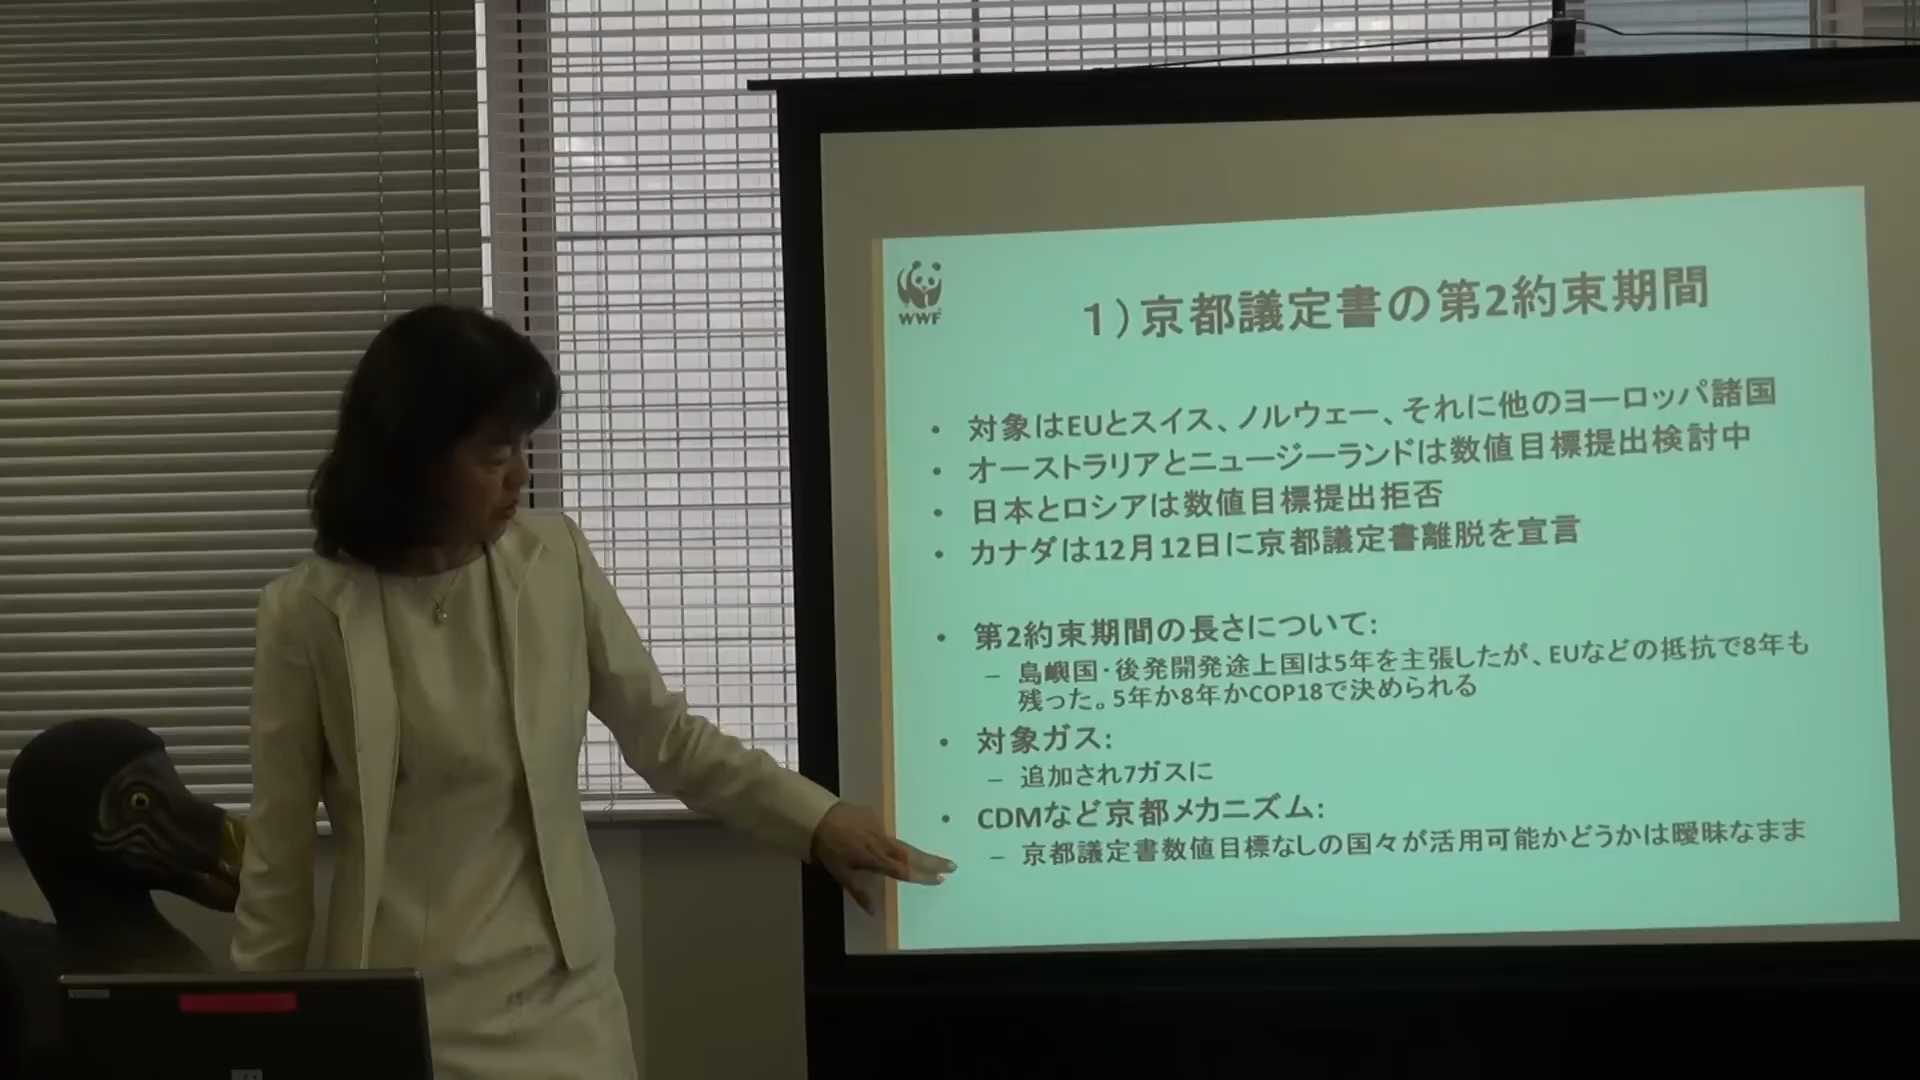 WWF
１）京都議定書の第2約束期間
• 対象はEUとスイス、ノルウェー、それに他のヨーロッパ諸国
• オーストラリアとニュージーランドは数値目標提出検討中
• 日本とロシアは数値目標提出拒否
• カナダは12月12日に京都議定書離脱を宣言
• 第2約束期間の長さについて:
– 島嶼国・後発開発途上国は5年を主張したが、EUなどの抵抗で8年も
残った。5年か8年かCOP18で決められる
• 対象ガス:
– 追加され7ガスに
• CDMなど京都メカニズム:
– 京都議定書数値目標なしの国々が活用可能かどうかは曖昧なまま